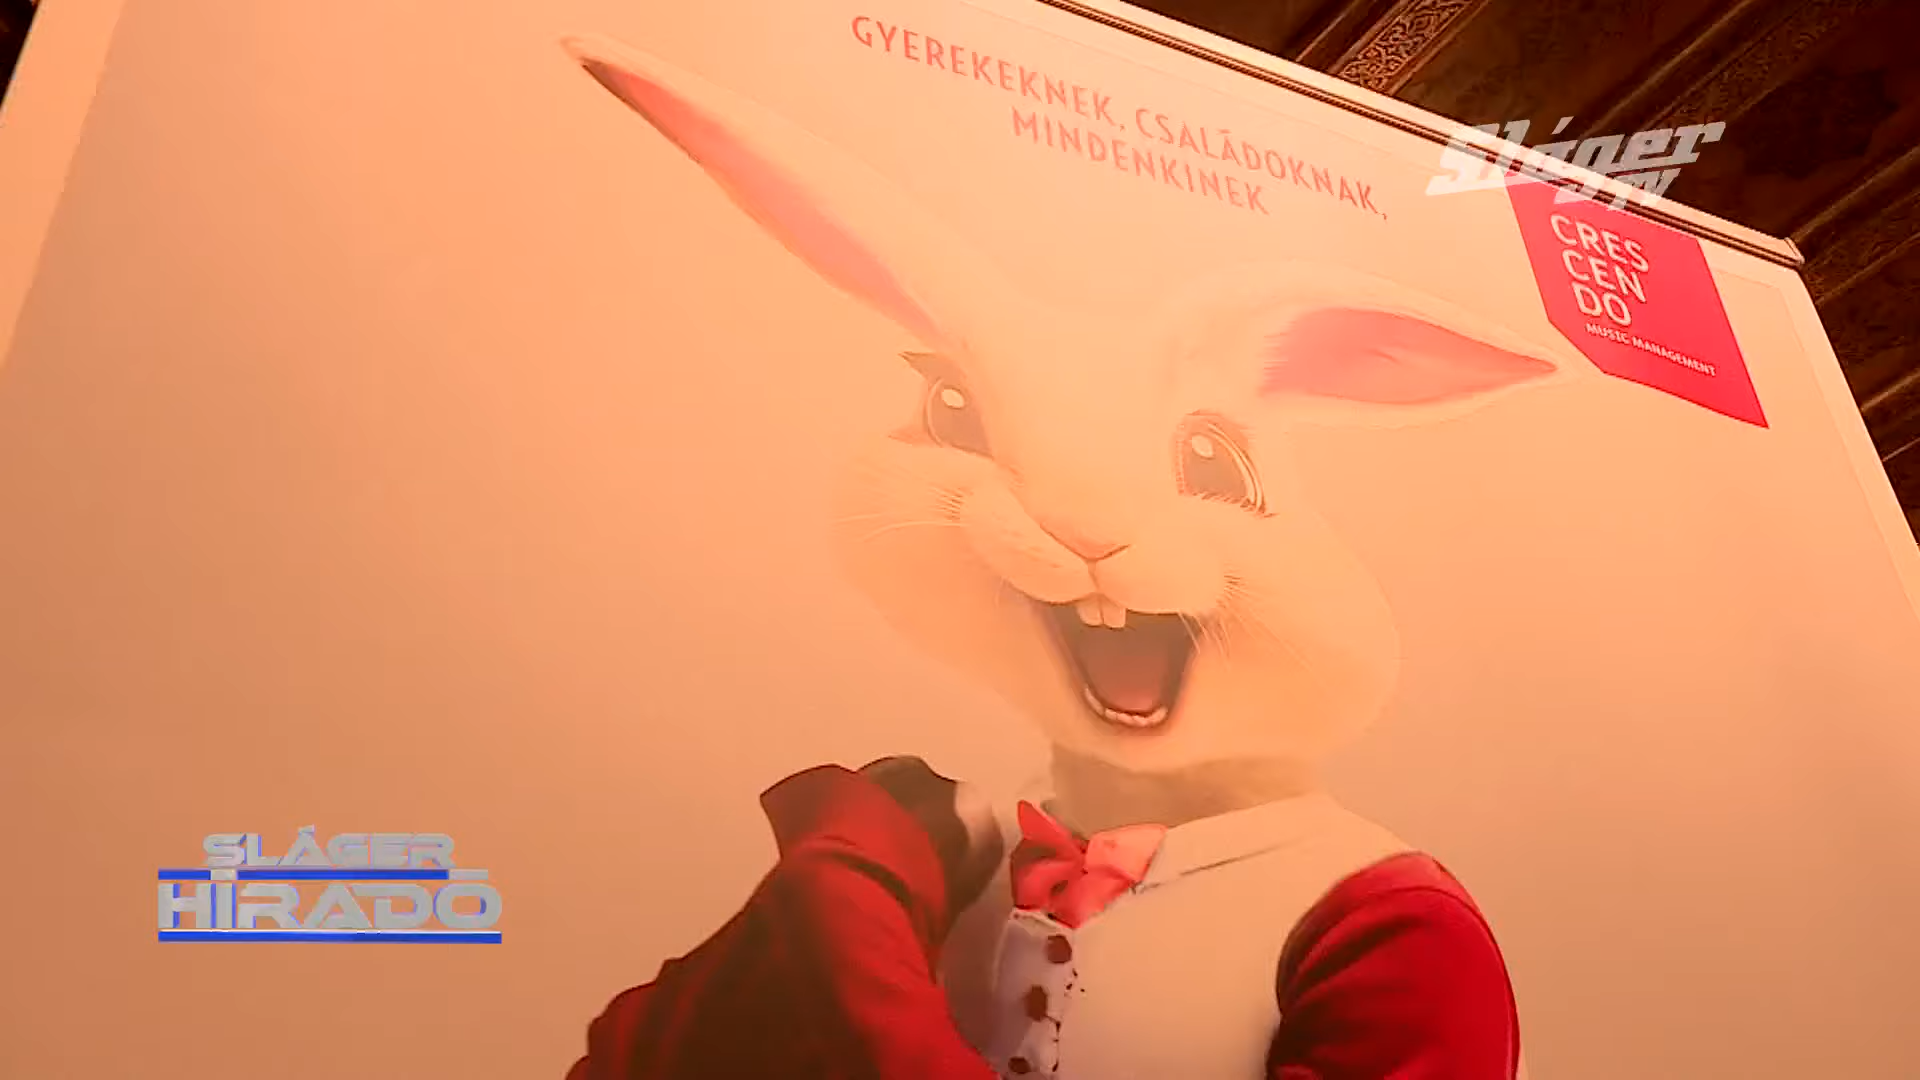 GYEREKEKNEK, CSALÁDOKNAK,
MINDENKINEK
Sláger
TV
CRES
CEN
DO
MUSIC MANAGEMENT
SLÁGER
HÍRADÓ